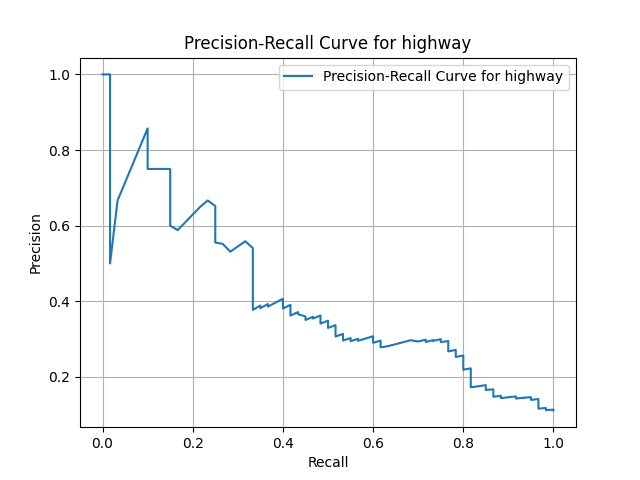 Precision-Recall Curve for highway
Precision-Recall Curve for highway
1.0
0.8
0.6
0.4
0.2
Precision
0.0 0.2 0.4 0.6 0.8 1.0
Recall